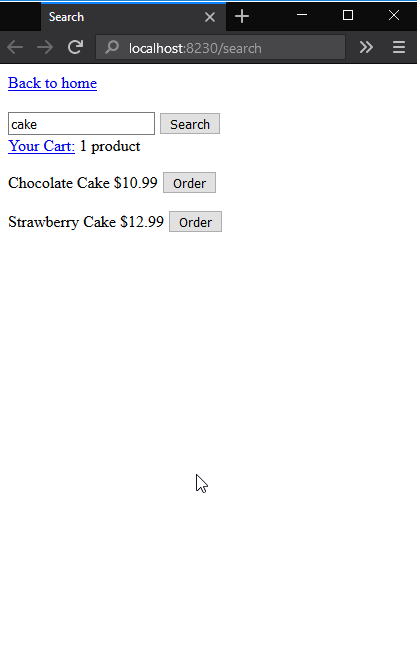 Search
localhost:8230/search
Back to home
cake Search
Your Cart: 1 product
Chocolate Cake $10.99 Order
Strawberry Cake $12.99 Order